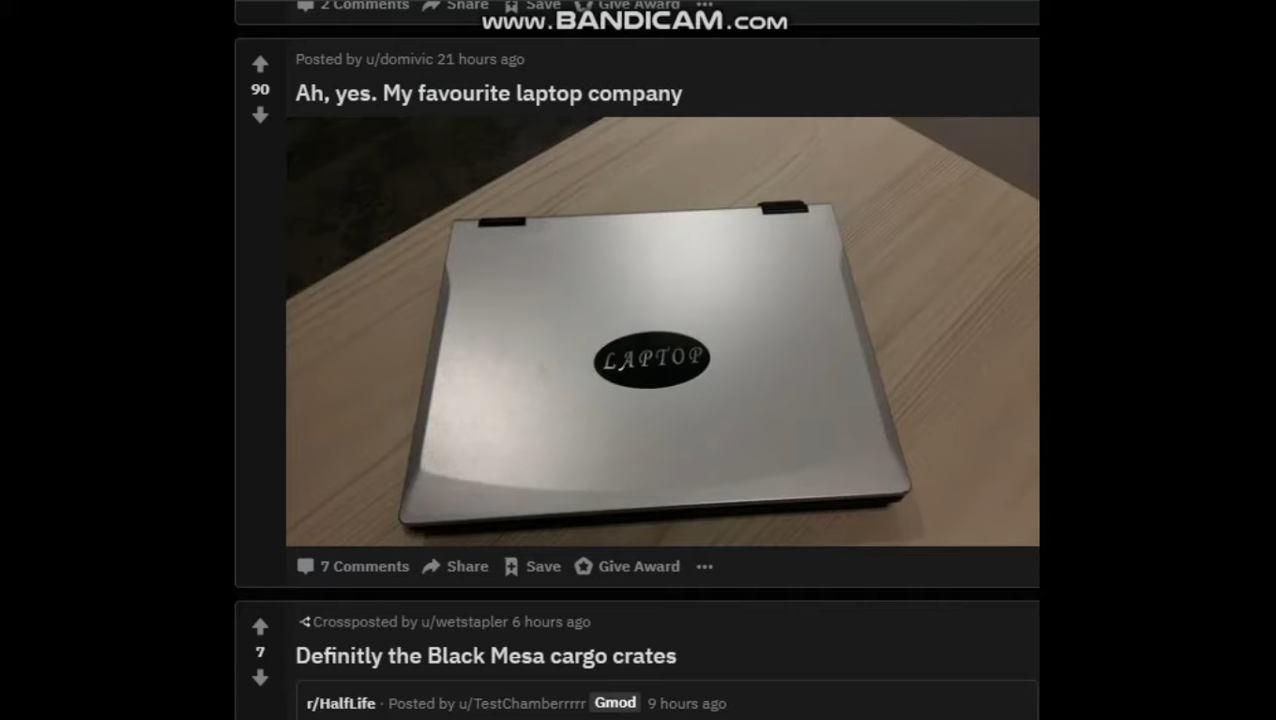 2 Comments Share Save Give Award •••
www.BANDICAM.com
Posted by u/domivic 21 hours ago
90
Ah, yes. My favourite laptop company
LAPTOP
7 Comments Share Save Give Award •••
Crossposted by u/wetstapler 6 hours ago
7
Definitly the Black Mesa cargo crates
r/HalfLife · Posted by u/TestChamberrrrr Gmod 9 hours ago